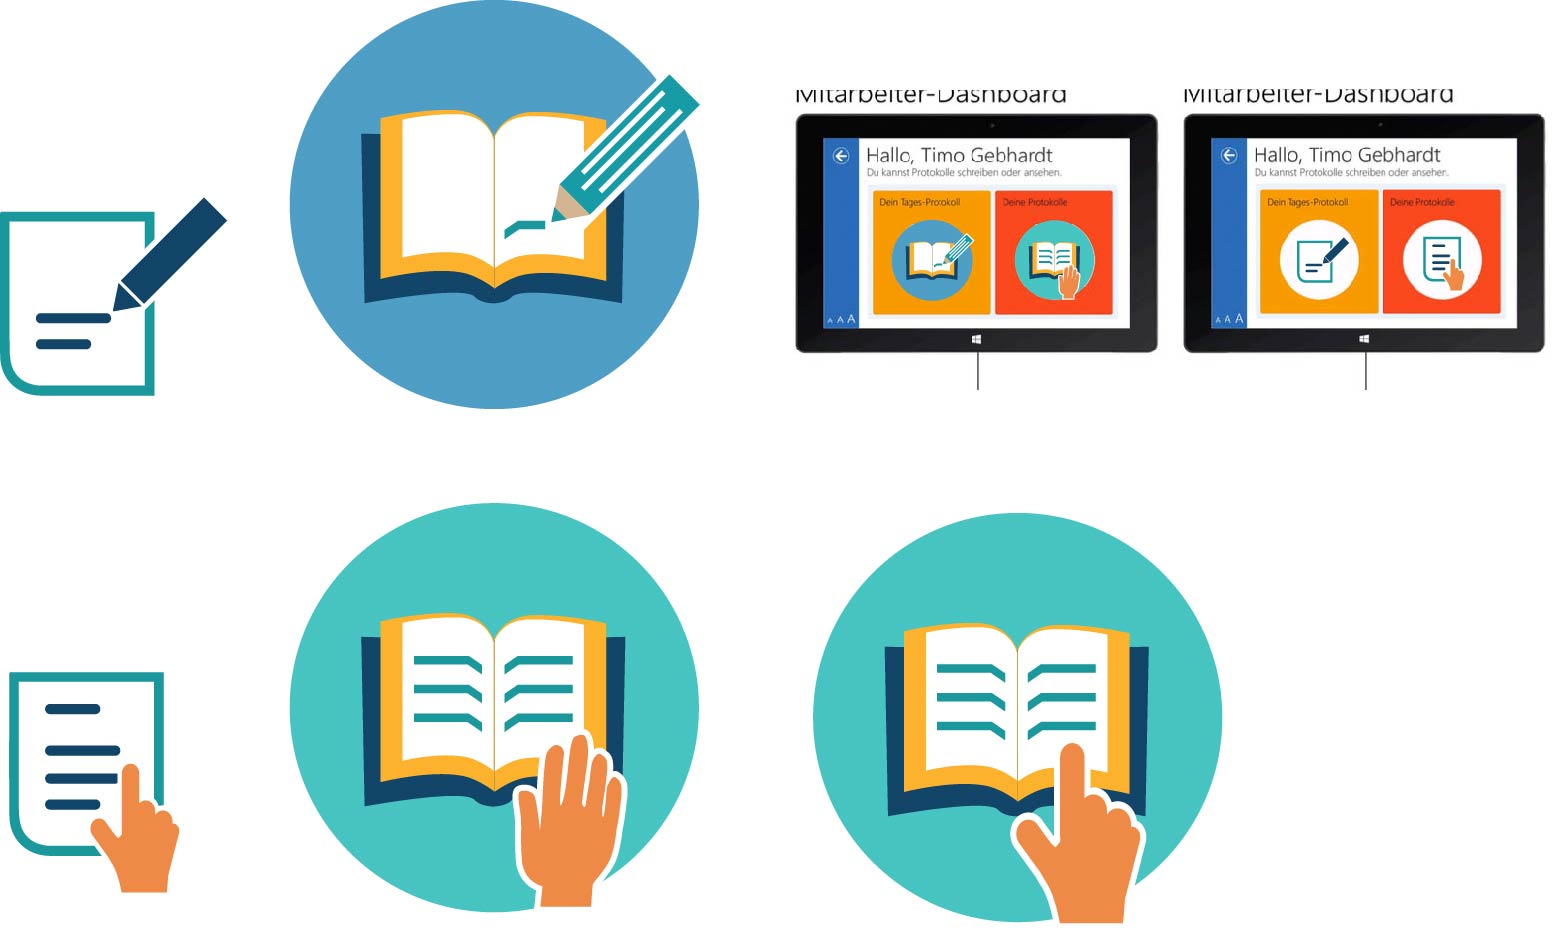 Mitarbeiter-Dashboard
Hallo, Timo Gebhardt
Du kannst Protokolle schreiben oder ansehen.
Dein Tages-Protokoll
Deine Protokolle
A A A
Mitarbeiter-Dashboard
Hallo, Timo Gebhardt
Du kannst Protokolle schreiben oder ansehen.
Dein Tages-Protokoll
Deine Protokolle
A A A